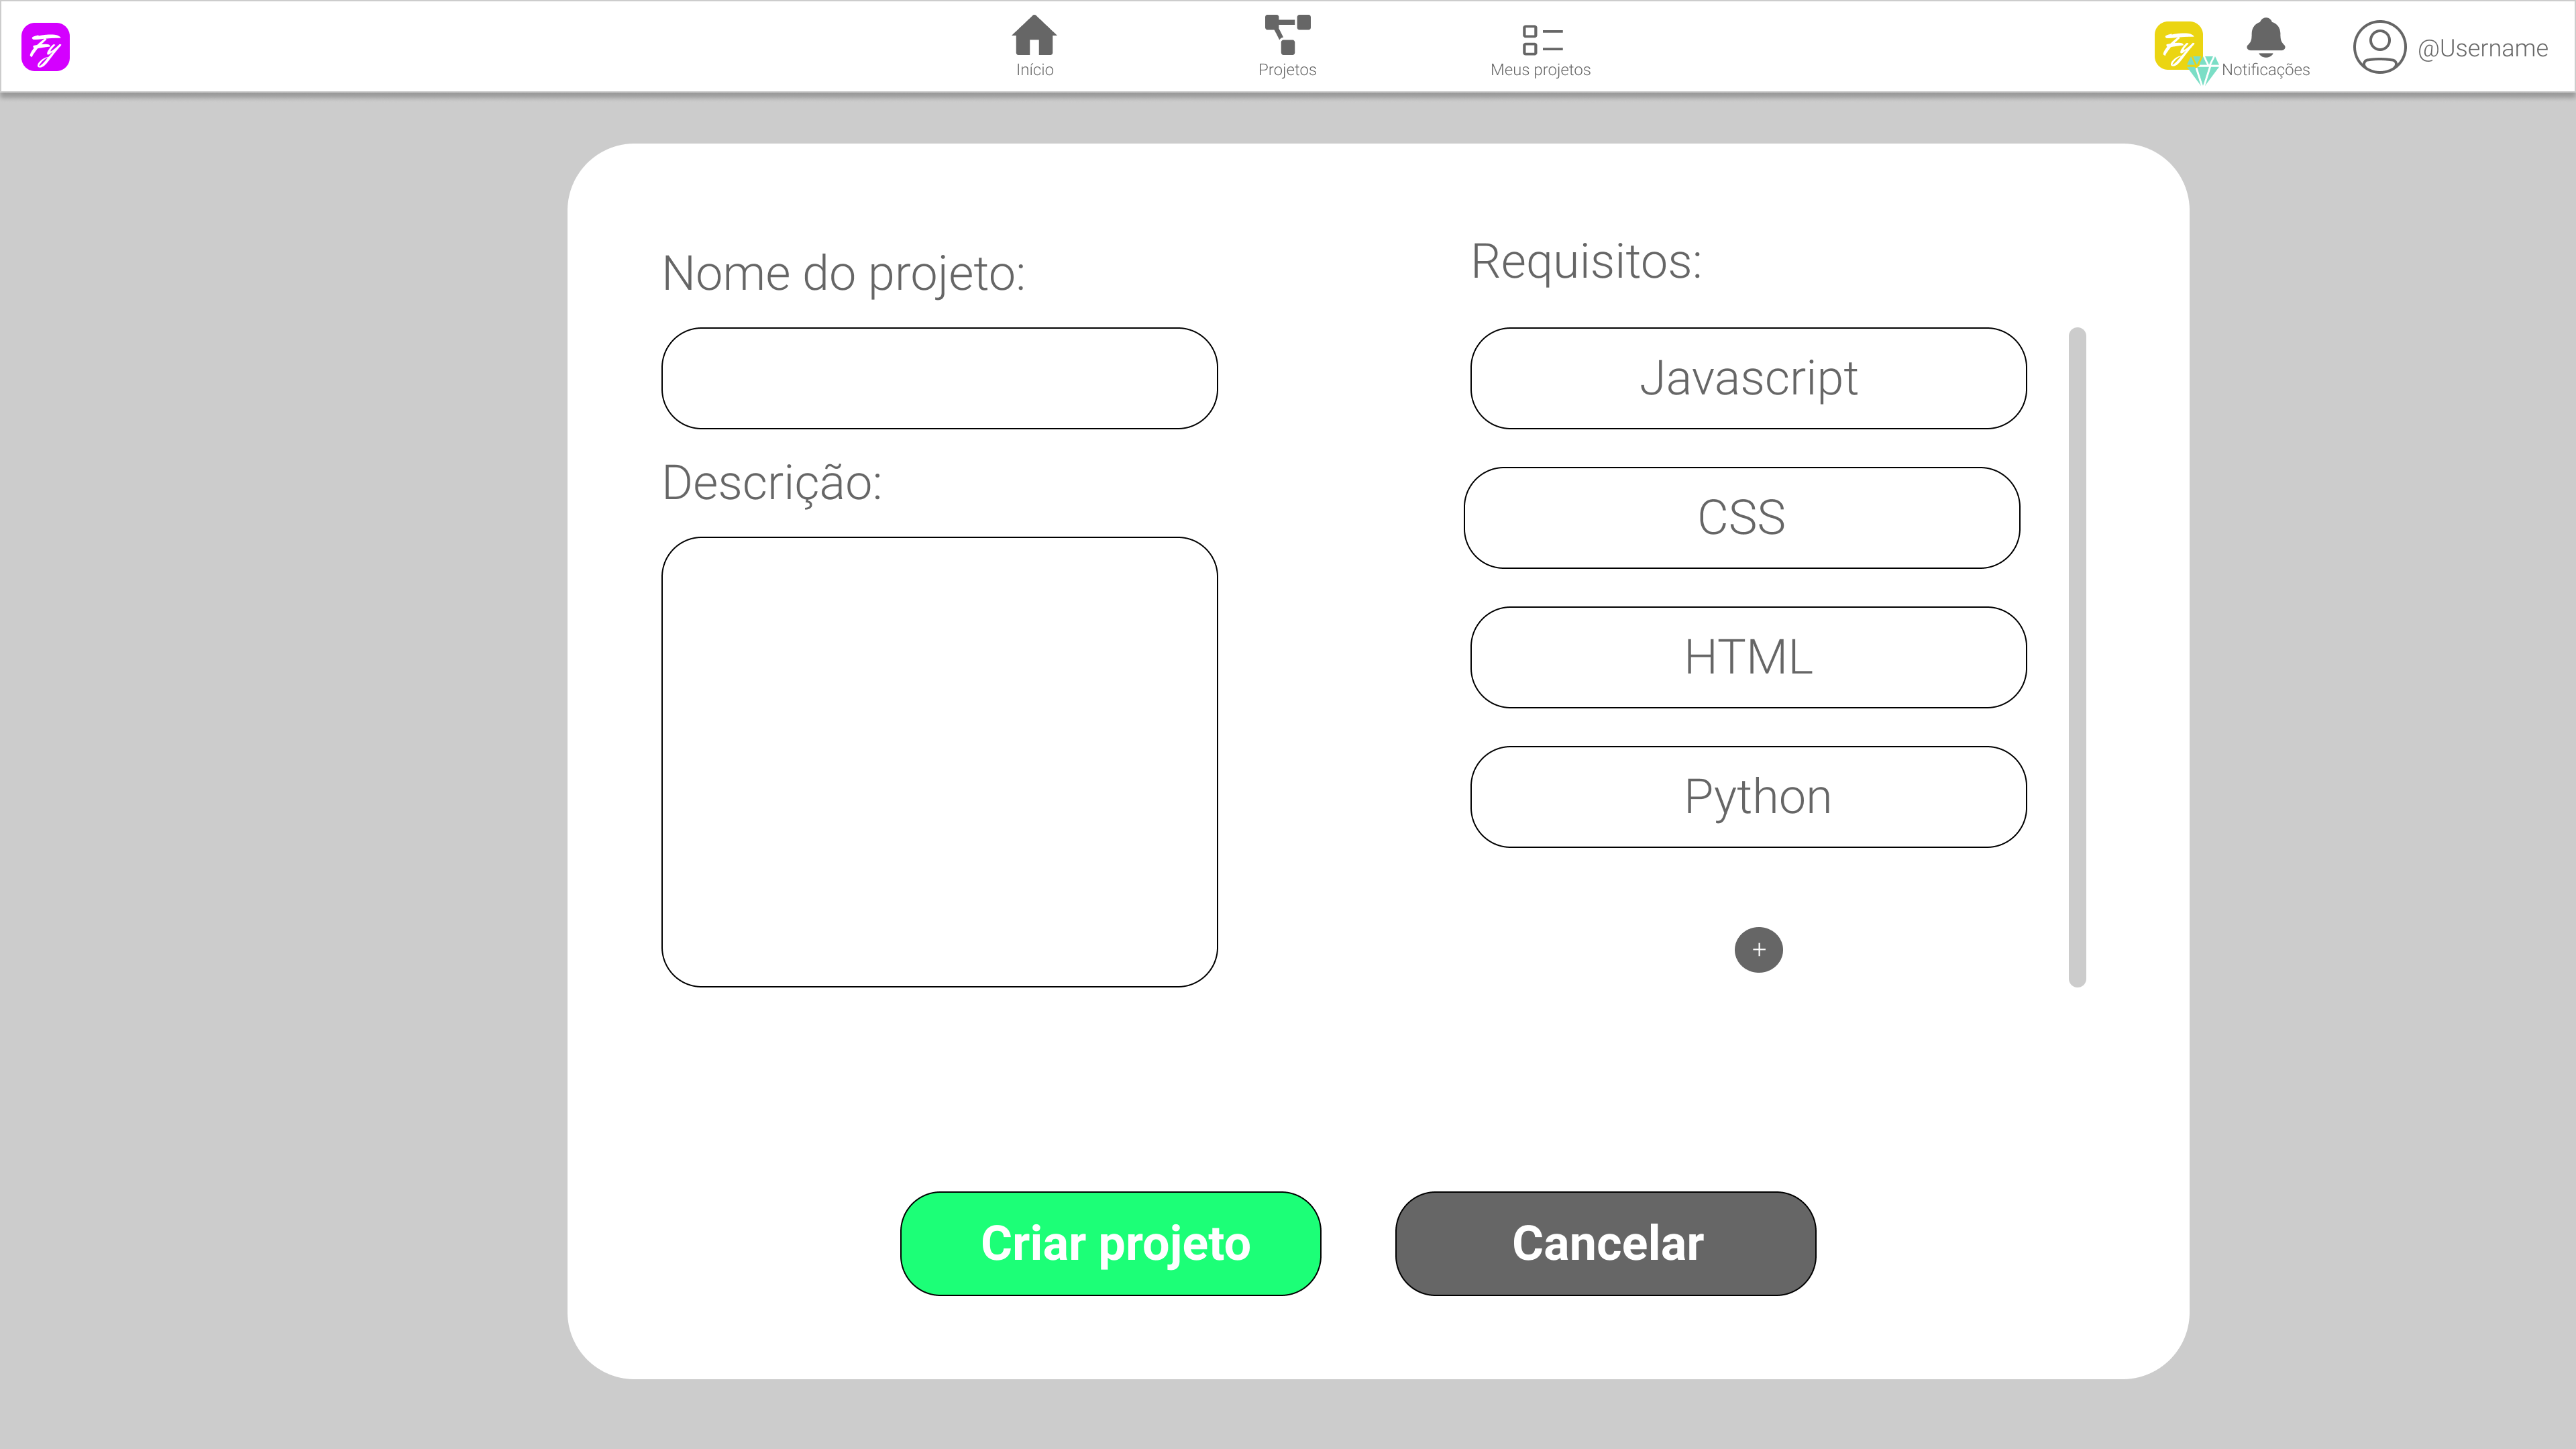 Fy
Início
Projetos
Meus projetos
Fy
Notificações
@Username
Nome do projeto:
Descrição:
Requisitos:
Javascript
CSS
HTML
Python
+
Criar projeto
Cancelar